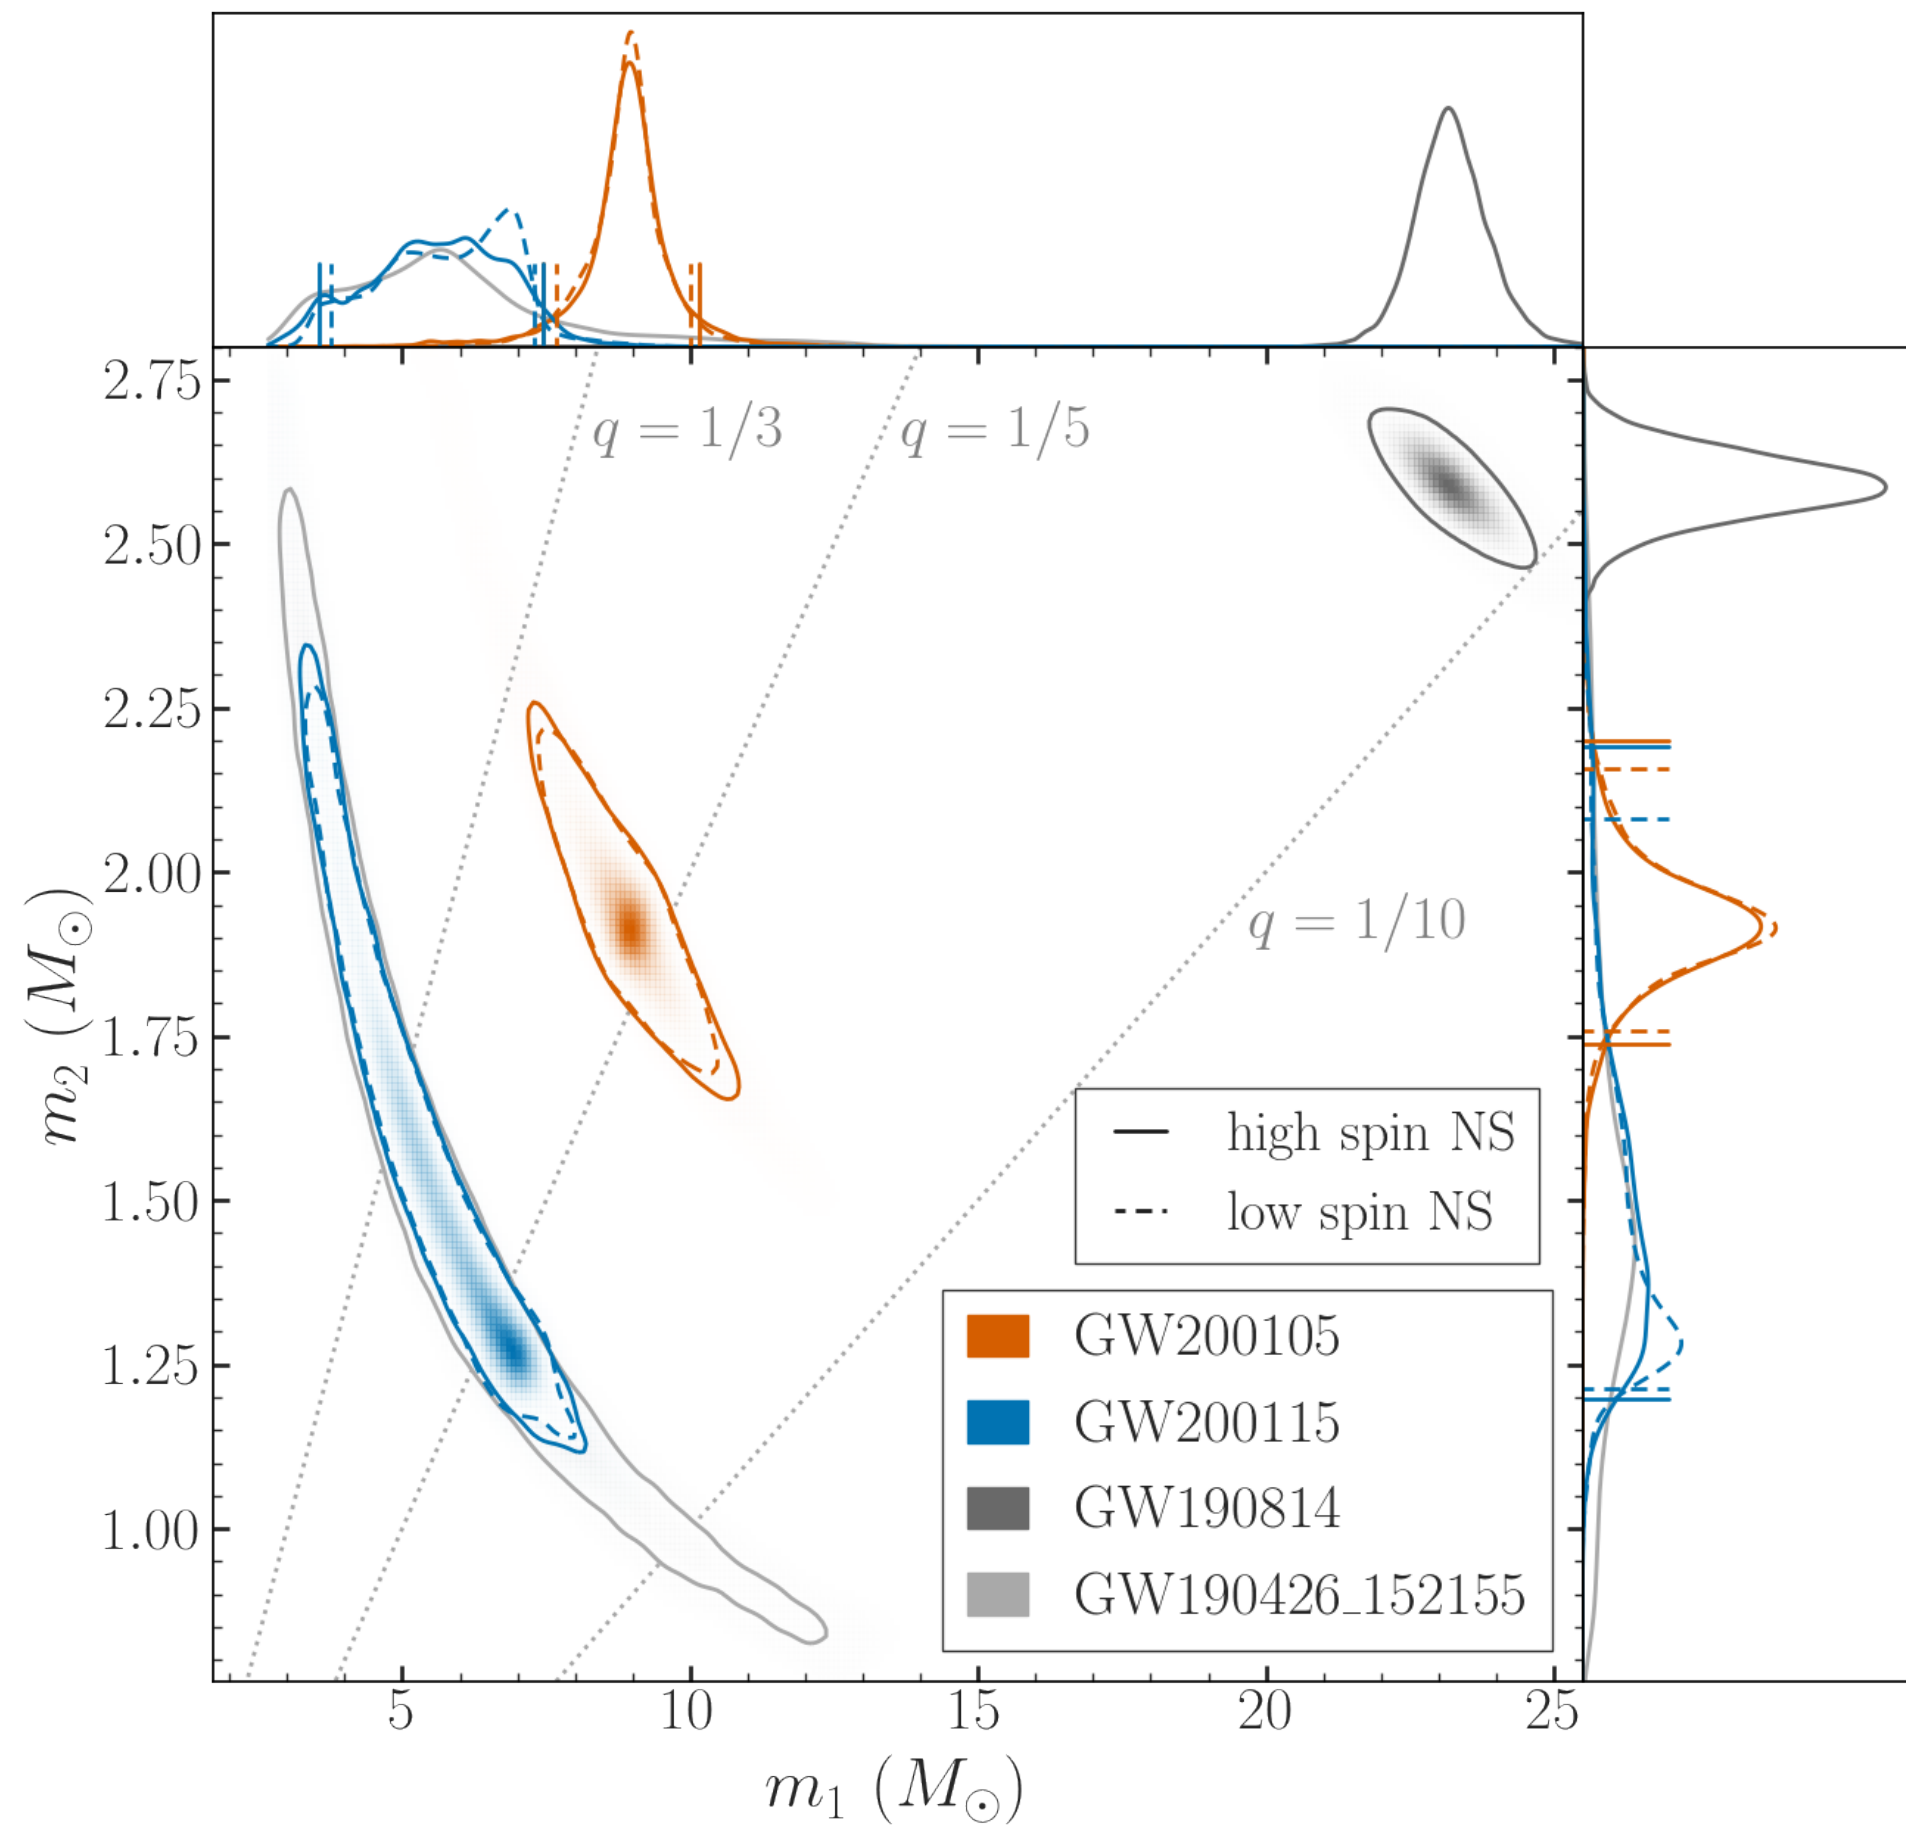 2.75
2.50
2.25
2.00
1.75
1.50
1.25
1.00
m₂ (M☉)
q = 1/3
q = 1/5
q = 1/10
high spin NS
low spin NS
GW200105
GW200115
GW190814
GW190426_152155
5 10 15 20 25
m₁ (M☉)